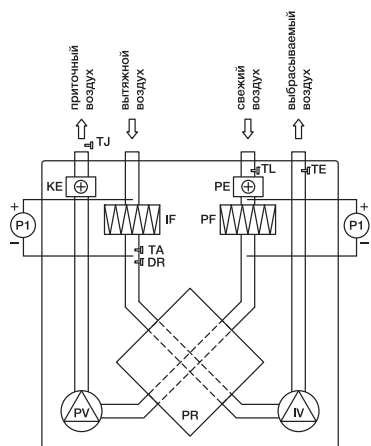 приточный
воздух
вытяжной
воздух
свежий
воздух
выбрасываемый
воздух
TJ
KE
PE
TL
TE
+
P1
−
IF
PF
+
P1
−
TA
DR
PV
PR
IV